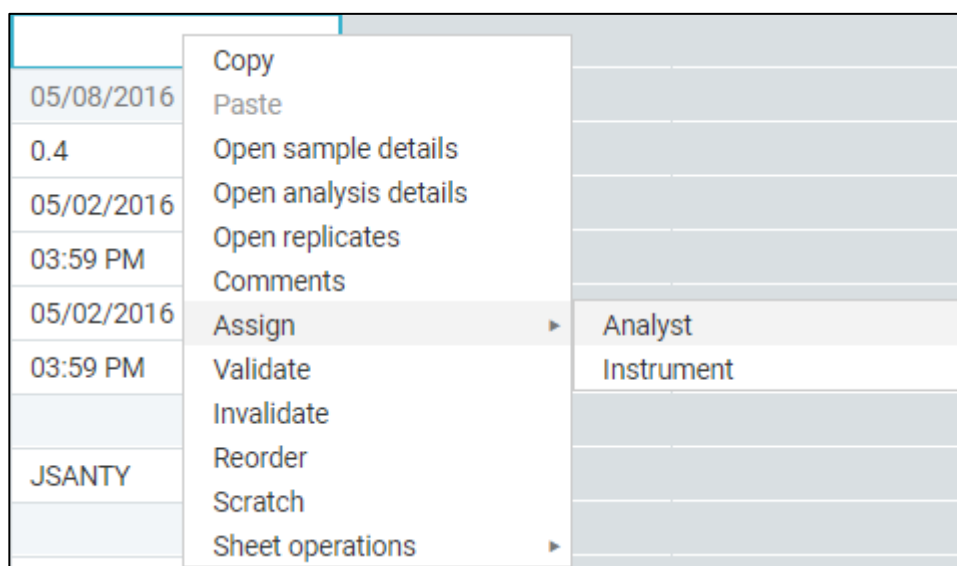 Copy
05/08/2016
Paste
0.4
Open sample details
05/02/2016
Open analysis details
03:59 PM
Open replicates
Comments
05/02/2016
Assign
Analyst
03:59 PM
Validate
Instrument
Invalidate
JSANTY
Reorder
Scratch
Sheet operations